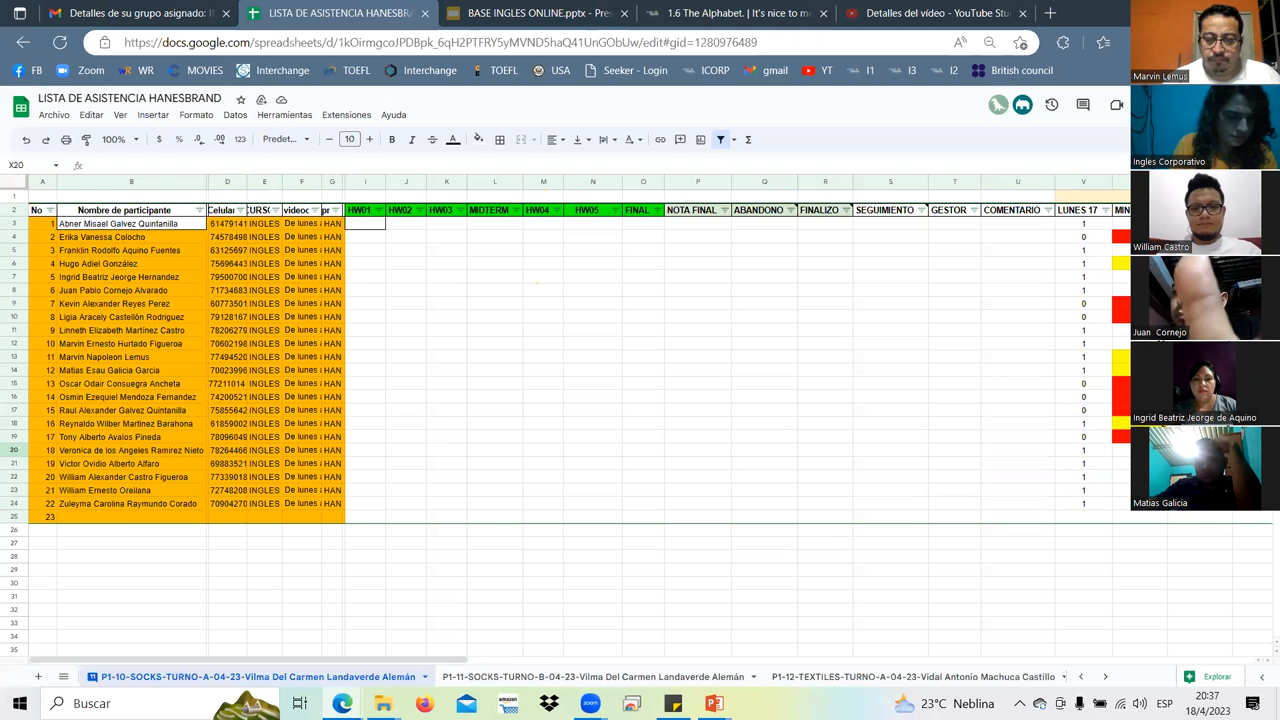 BASE INGLES ONLINE.pptx - Pres
1.6 The Alphabet. | It's nice to m
Detalles del vídeo - YouTube Stu
https://docs.google.com/spreadsheets/d/1kOirmgcoJPDBpk_6qH2PTFRY5yMVND5haQ41UnGObUw/edit#gid=1280976489
FB WR CR MOVIES Interchange TOEFL Interchange USA Seeker - Login ICORP gmail YT I1 I3 British council
LISTA DE ASISTENCIA HANESBRAND
Archivo Editar Ver Insertar Formato Datos Herramientas Extensiones Ayuda
100% $ % .0 .00 123 Predet... 10
X20
A B D E F G I J K L M N O P Q R S T U V
No Nombre de participante Celular CURSO videoc pr HW01 HW02 HW03 MIDTERM HW04 HW05 FINAL NOTA FINAL ABANDONO FINALIZO SEGUIMIENTO GESTOR COMENTARIO LUNES 17 MIN
1 Abner Misael Galvez Quintanilla 61479141 INGLES De lunes a HAN 1
2 Erika Vanessa Colocho 74578498 INGLES De lunes a HAN 0
3 Franklin Rodolfo Aquino Fuentes 63125697 INGLES De lunes a HAN 1
4 Hugo Adiel González 75696443 INGLES De lunes a HAN 1
5 Ingrid Beatriz Jeorge Hernandez 79500700 INGLES De lunes a HAN 1
6 Juan Pablo Cornejo Alvarado 71734683 INGLES De lunes a HAN 1
7 Kevin Alexander Reyes Perez 60773501 INGLES De lunes a HAN 0
8 Ligia Aracely Castellón Rodriguez 79128167 INGLES De lunes a HAN 0
9 Linneth Elizabeth Martínez Castro 78206279 INGLES De lunes a HAN 1
10 Marvin Ernesto Hurtado Figueroa 70602198 INGLES De lunes a HAN 1
11 Marvin Napoleon Lemus 77494520 INGLES De lunes a HAN 1
12 Matias Esau Galicia Garcia 70023996 INGLES De lunes a HAN 1
13 Oscar Odair Consuegra Ancheta 77211014 INGLES De lunes a HAN 0
14 Osmin Ezequiel Mendoza Fernandez 74200521 INGLES De lunes a HAN 0
15 Raul Alexander Galvez Quintanilla 75855642 INGLES De lunes a HAN 0
16 Reynaldo Wilber Martinez Barahona 61859002 INGLES De lunes a HAN 1
17 Tony Alberto Avalos Pineda 78096049 INGLES De lunes a HAN 0
18 Veronica de los Angeles Ramirez Nieto 78264466 INGLES De lunes a HAN 1
19 Victor Ovidio Alberto Alfaro 69883521 INGLES De lunes a HAN 1
20 William Alexander Castro Figueroa 77339018 INGLES De lunes a HAN 1
21 William Ernesto Orellana 72748208 INGLES De lunes a HAN 1
22 Zuleyma Carolina Raymundo Corado 70904270 INGLES De lunes a HAN 1
23
Marvin Lemus
Ingles Corporativo
William Castro
Juan Cornejo
Ingrid Beatriz Jeorge de Aquino
Matias Galicia
P1-10-SOCKS-TURNO-A-04-23-Vilma Del Carmen Landaverde Alemán
P1-11-SOCKS-TURNO-B-04-23-Vilma Del Carmen Landaverde Alemán
P1-12-TEXTILES-TURNO-A-04-23-Vidal Antonio Machuca Castillo
Explorar
Buscar
23°C Neblina
ESP
20:37
18/4/2023